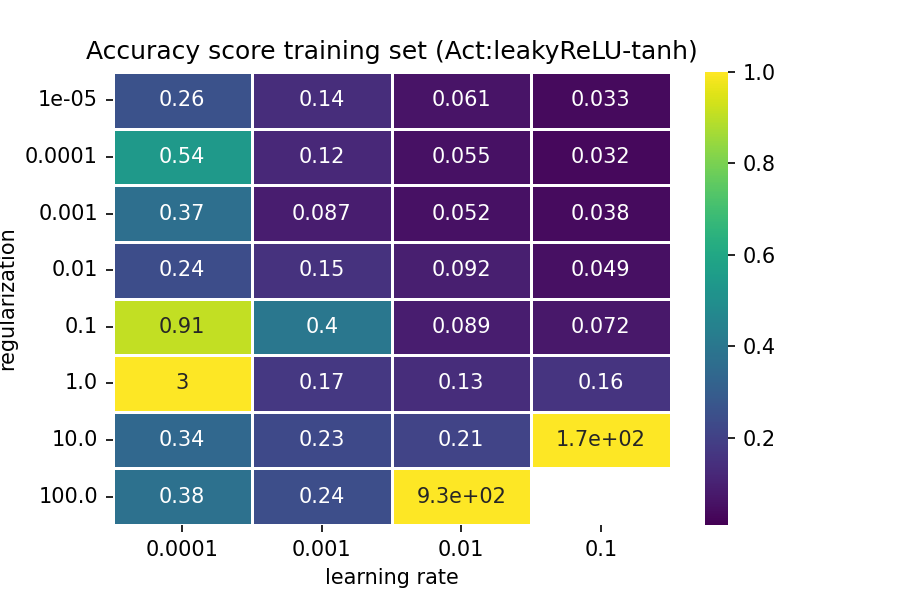 Accuracy score training set (Act:leakyReLU-tanh)
1e-05 0.26 0.14 0.061 0.033
0.0001 0.54 0.12 0.055 0.032
0.001 0.37 0.087 0.052 0.038
0.01 0.24 0.15 0.092 0.049
0.1 0.91 0.4 0.089 0.072
1.0 3 0.17 0.13 0.16
10.0 0.34 0.23 0.21 1.7e+02
100.0 0.38 0.24 9.3e+02
0.0001 0.001 0.01 0.1
learning rate
regularization
1.0
0.8
0.6
0.4
0.2